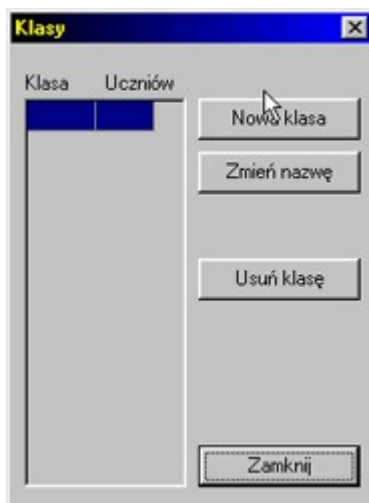 Klasy
Klasa Uczniów
Nowa klasa
Zmień nazwę
Usuń klasę
Zamknij